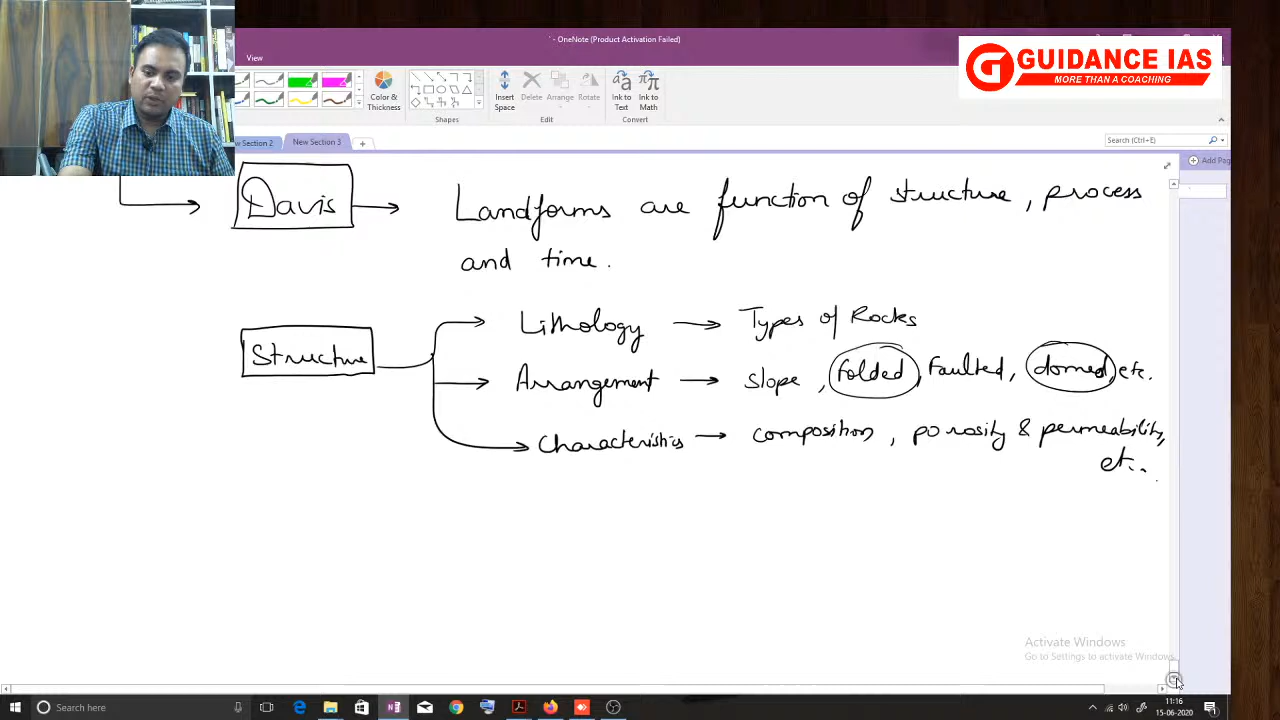 - OneNote (Product Activation Failed)
GUIDANCE IAS
MORE THAN A COACHING
View
Color & Thickness
Insert Space
Delete
Arrange
Rotate
Ink to Text
Ink to Math
Shapes
Edit
Convert
Section 2
New Section 3
Search (Ctrl+E)
Add Pag
Davis
Landforms are function of structure, process
and time.
Structure
Lithology
Types of Rocks
Arrangement
slope, folded, Faulted, domed, etc.
Characteristics
composition, porosity & permeability,
etc..
Activate Windows
Go to Settings to activate Windows.
Search here
11:16
15-06-2020